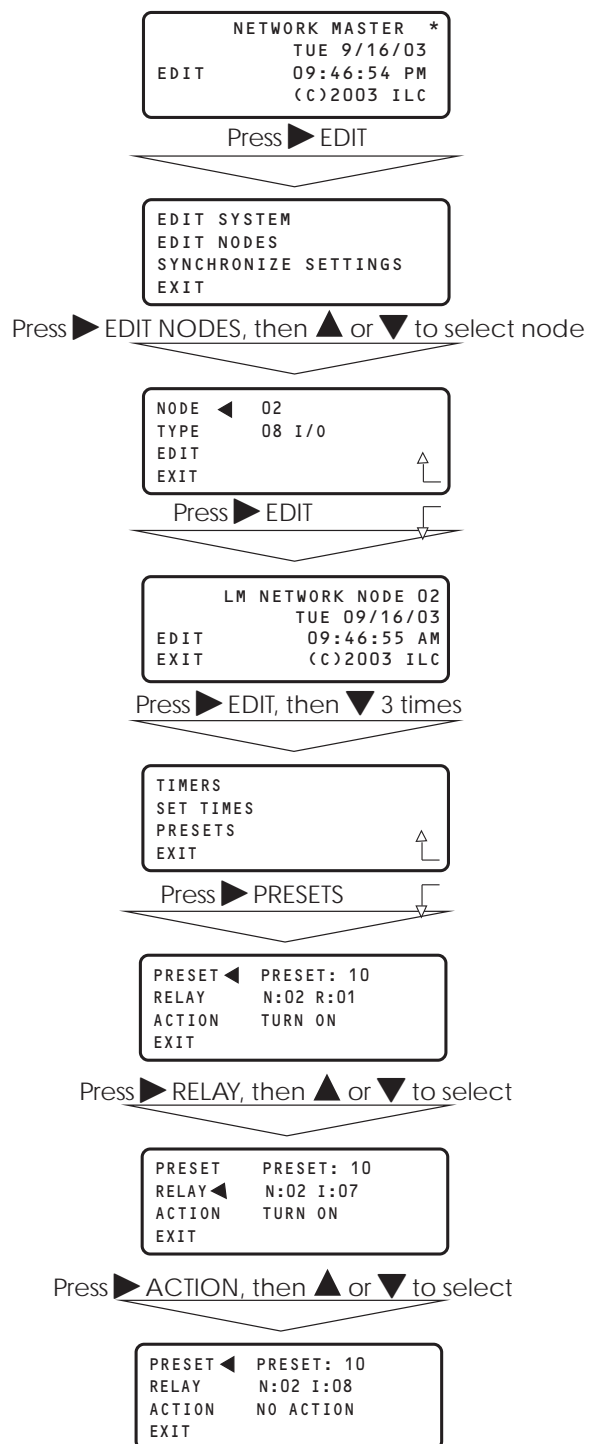 NETWORK MASTER *
TUE 9/16/03
EDIT 09:46:54 PM
(C)2003 ILC
Press ▶ EDIT
EDIT SYSTEM
EDIT NODES
SYNCHRONIZE SETTINGS
EXIT
Press ▶ EDIT NODES, then ▲ or ▼ to select node
NODE ◀ 02
TYPE 08 I/O
EDIT
EXIT
Press ▶ EDIT
LM NETWORK NODE 02
TUE 09/16/03
EDIT 09:46:55 AM
EXIT (C)2003 ILC
Press ▶ EDIT, then ▼ 3 times
TIMERS
SET TIMES
PRESETS
EXIT
Press ▶ PRESETS
PRESET ◀ PRESET: 10
RELAY N:02 R:01
ACTION TURN ON
EXIT
Press ▶ RELAY, then ▲ or ▼ to select
PRESET PRESET: 10
RELAY ◀ N:02 I:07
ACTION TURN ON
EXIT
Press ▶ ACTION, then ▲ or ▼ to select
PRESET ◀ PRESET: 10
RELAY N:02 I:08
ACTION NO ACTION
EXIT